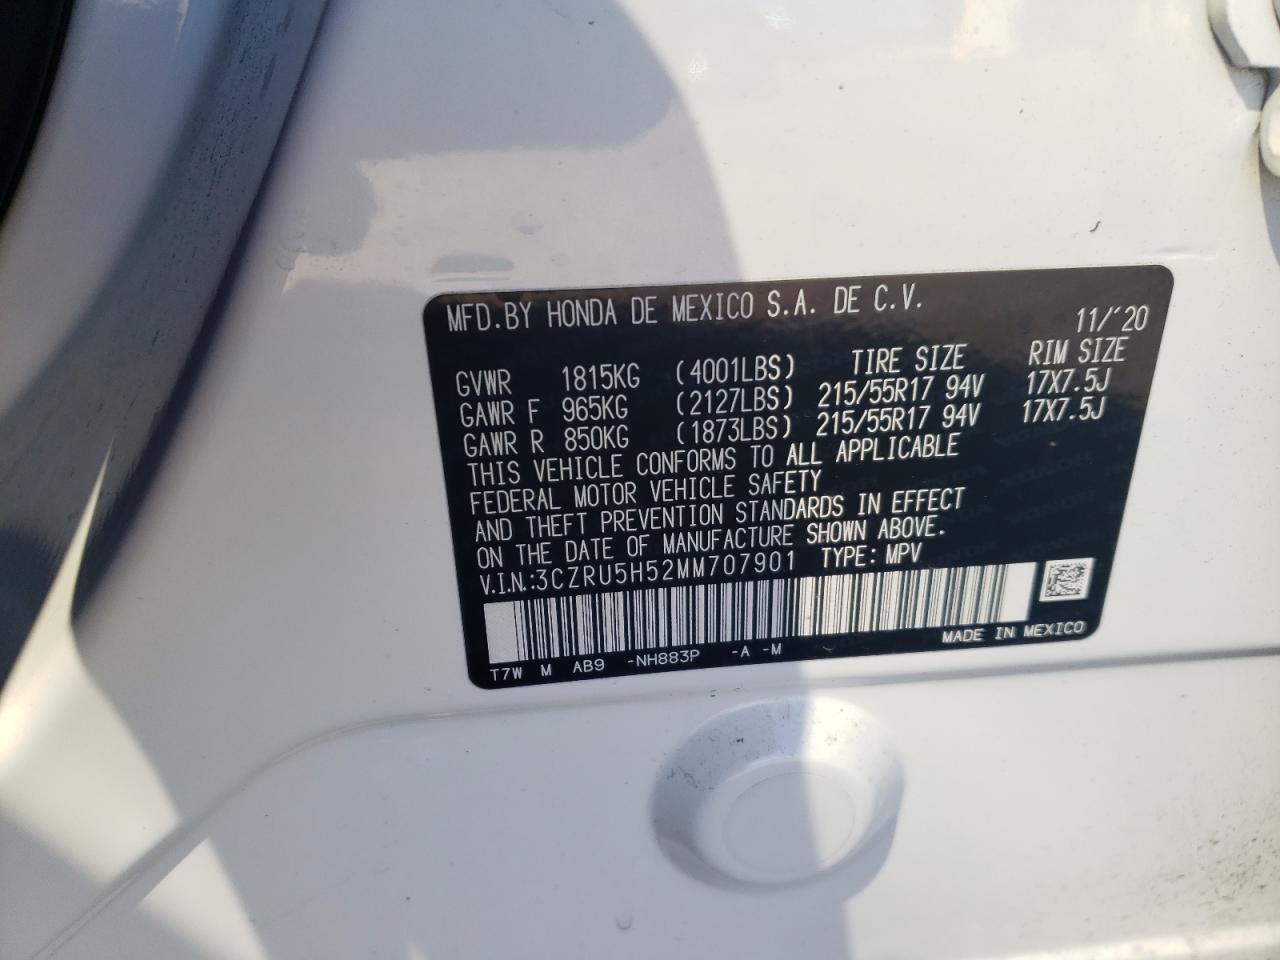 MFD.BY HONDA DE MEXICO S.A. DE C.V.
11/'20
GVWR 1815KG (4001LBS) TIRE SIZE RIM SIZE
GAWR F 965KG (2127LBS) 215/55R17 94V 17X7.5J
GAWR R 850KG (1873LBS) 215/55R17 94V 17X7.5J
THIS VEHICLE CONFORMS TO ALL APPLICABLE
FEDERAL MOTOR VEHICLE SAFETY
AND THEFT PREVENTION STANDARDS IN EFFECT
ON THE DATE OF MANUFACTURE SHOWN ABOVE.
V.I.N.:3CZRU5H52MM707901 TYPE: MPV
MADE IN MEXICO
T7W M AB9 -NH883P -A -M